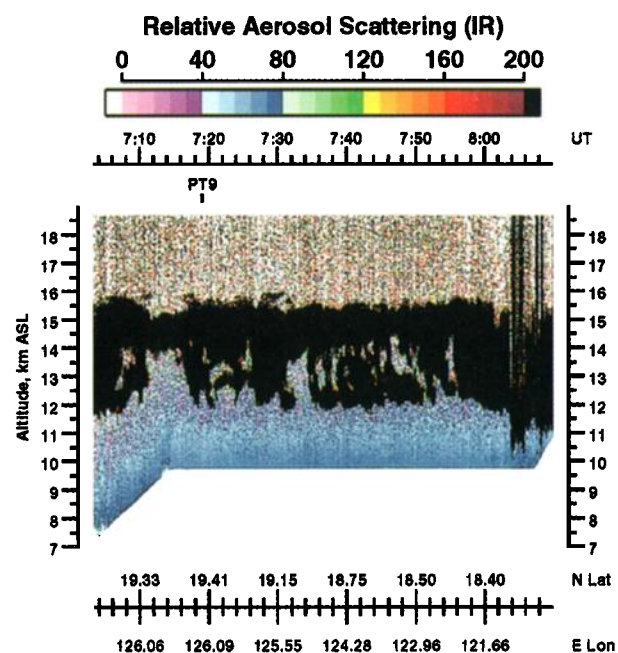 Relative Aerosol Scattering (IR)
0 40 80 120 160 200
7:10 7:20 7:30 7:40 7:50 8:00 UT
PT9
Altitude, km ASL
18 18
17 17
16 16
15 15
14 14
13 13
12 12
11 11
10 10
9 9
8 8
7 7
19.33 19.41 19.15 18.75 18.50 18.40 N Lat
126.06 126.09 125.55 124.28 122.96 121.66 E Lon